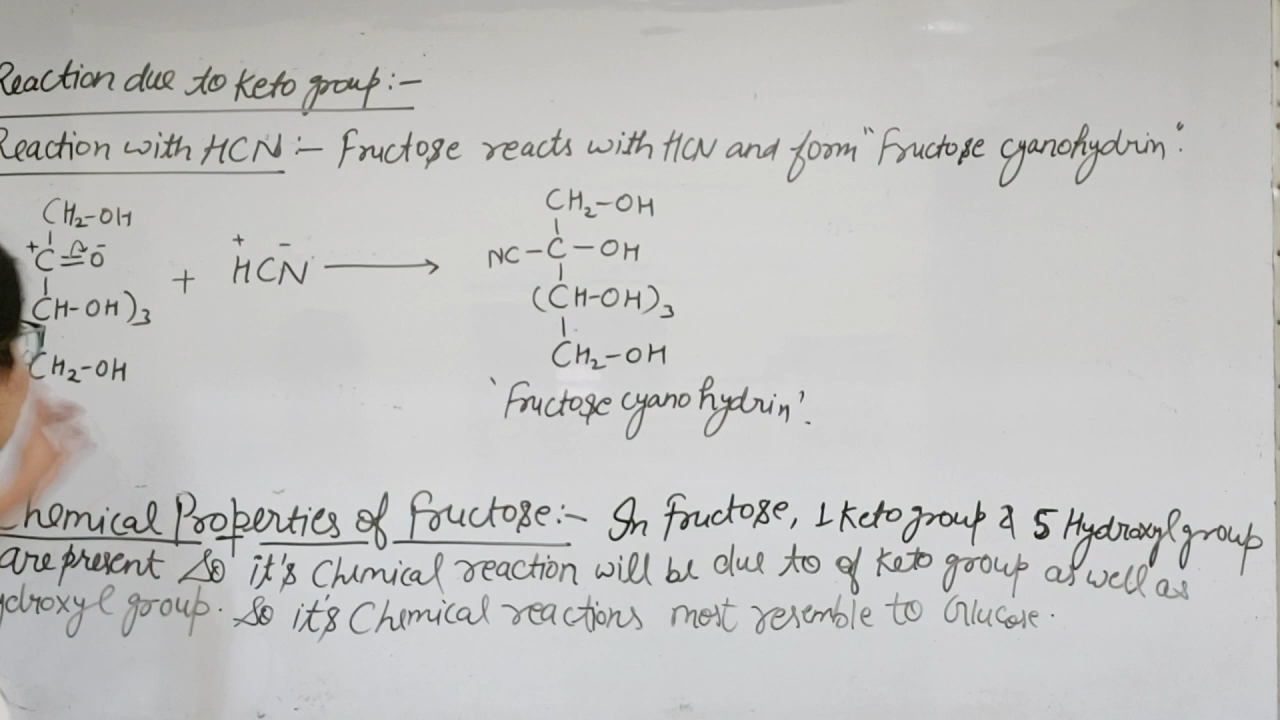 Reaction due to Keto group:-
Reaction with HCN :- Fructose reacts with HCN and form "Fructose cyanohydrin".
CH₂-OH
+C=O-
CH-OH)₃
CH₂-OH
+
H+CN-
⟶
CH₂-OH
NC-C-OH
(CH-OH)₃
CH₂-OH
'Fructose cyanohydrin'.
Chemical Properties of fructose:- In fructose, 1 Keto group & 5 Hydroxyl group
are present So it's Chemical reaction will be due to of Keto group as well as
ydroxyl group. So it's Chemical reactions most resemble to Glucose.